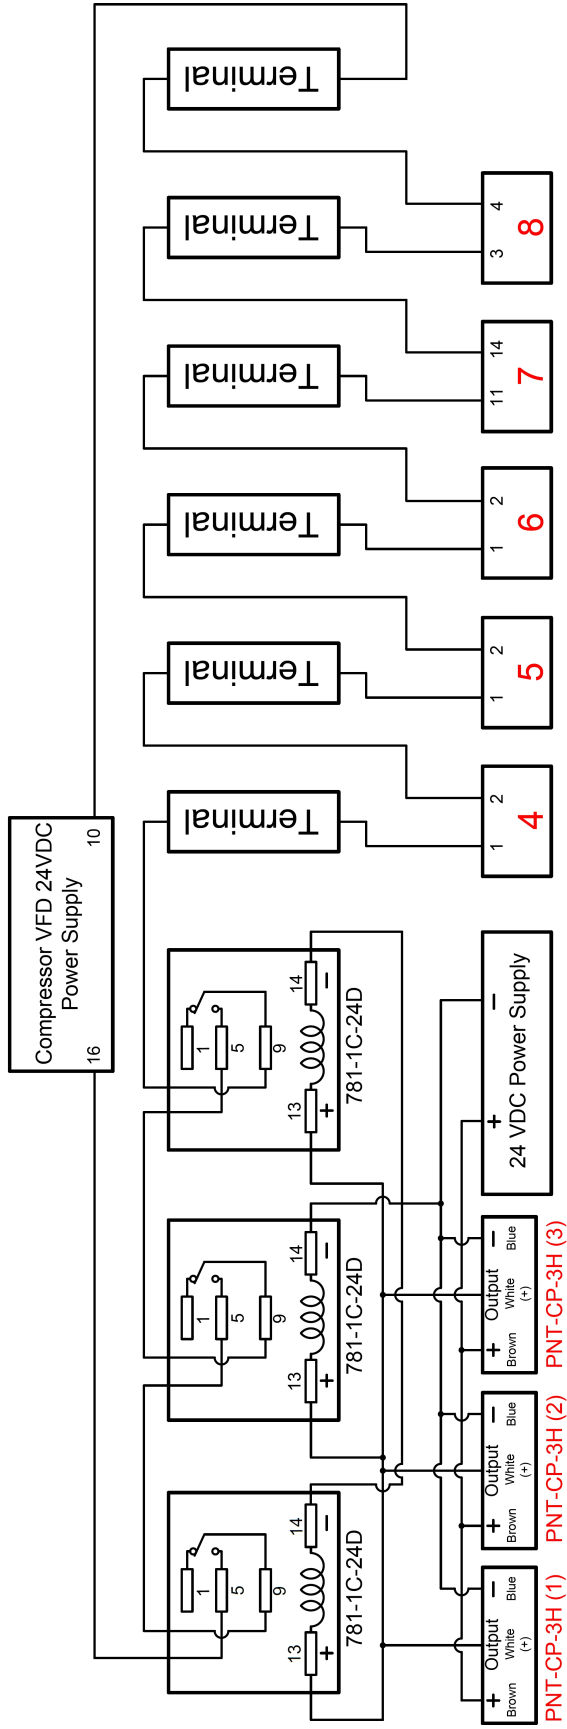 Compressor VFD 24VDC
Power Supply
16
10
1
5
9
13
14
+
−
781-1C-24D
1
5
9
13
14
+
−
781-1C-24D
1
5
9
13
14
+
−
781-1C-24D
Terminal
Terminal
Terminal
Terminal
Terminal
Terminal
+
Output
−
Brown
White
(+)
Blue
PNT-CP-3H (1)
+
Output
−
Brown
White
(+)
Blue
PNT-CP-3H (2)
+
Output
−
Brown
White
(+)
Blue
PNT-CP-3H (3)
+
−
24 VDC Power Supply
1
2
4
1
2
5
1
2
6
11
14
7
3
4
8